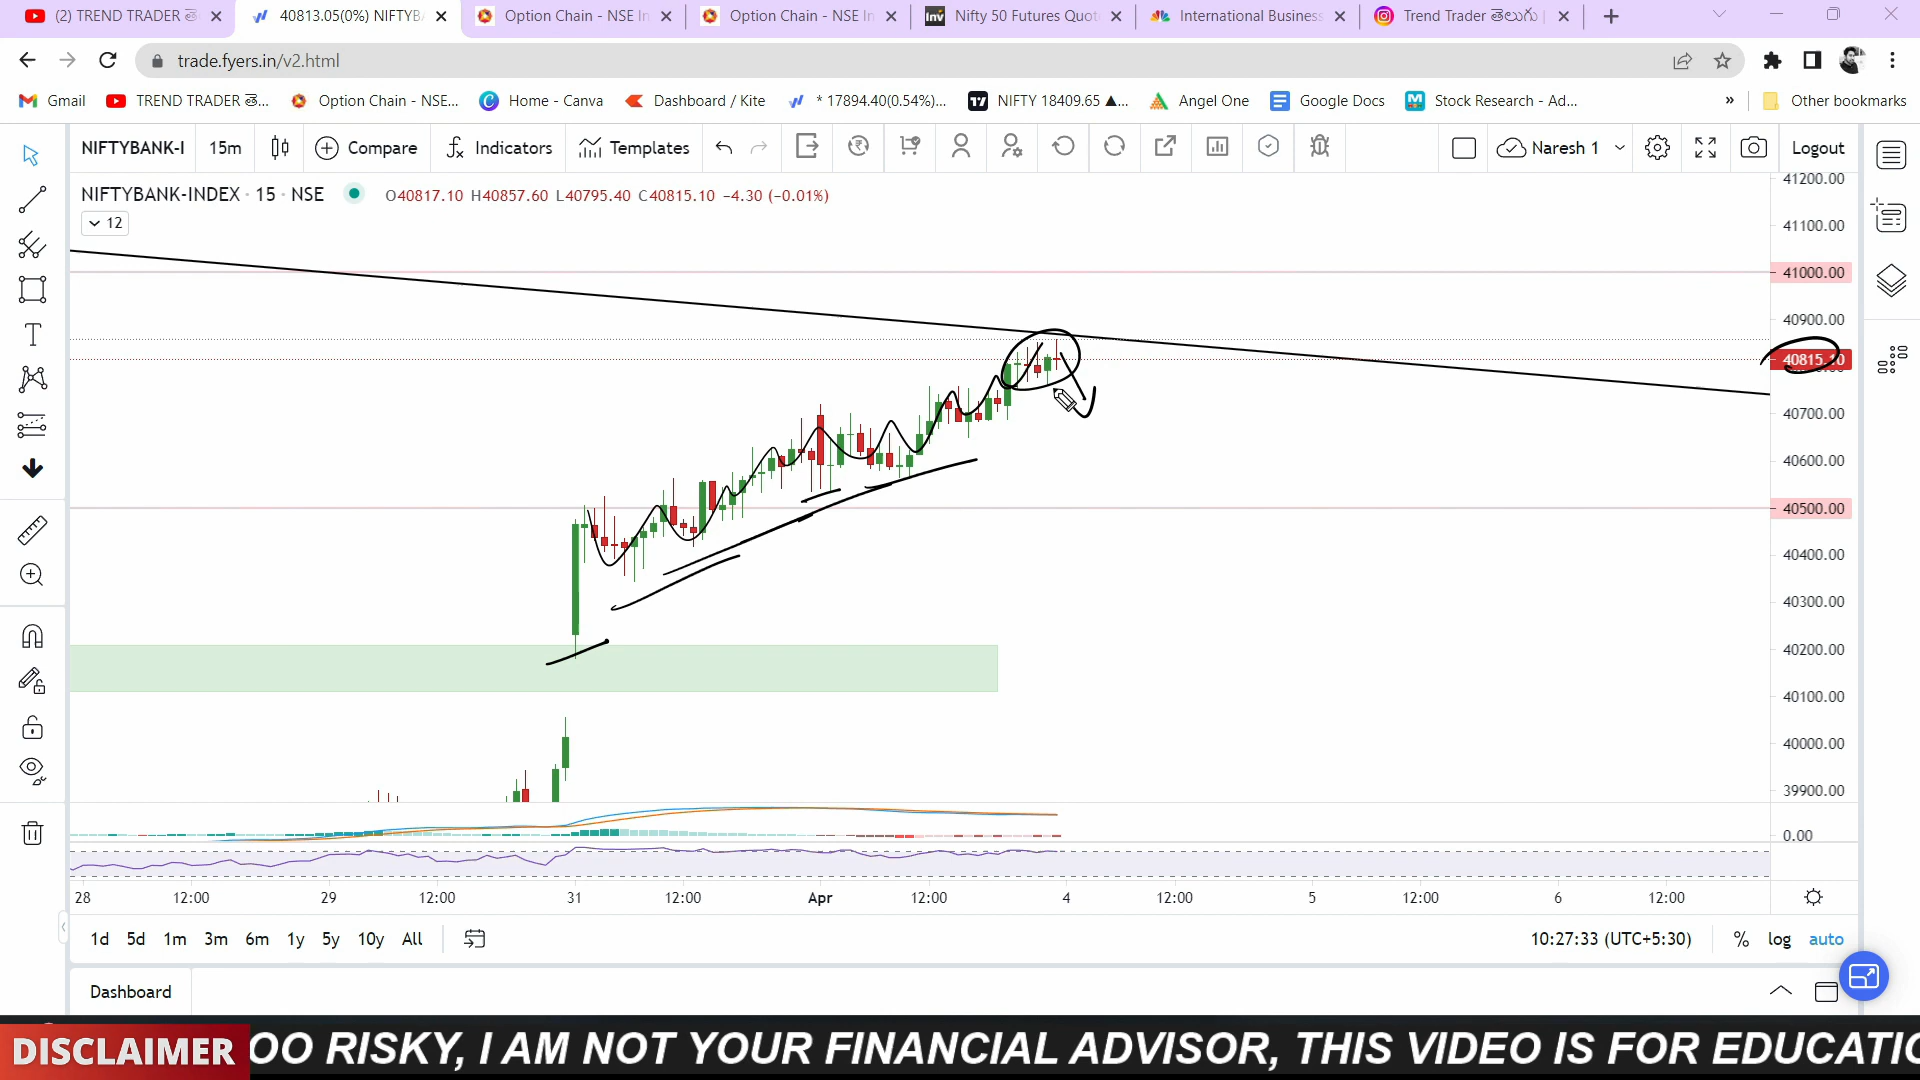 (2) TREND TRADER తె
40813.05(0%) NIFTYB
Option Chain - NSE In
Option Chain - NSE In
Nifty 50 Futures Quot
International Business
Trend Trader తెలుగు |
trade.fyers.in/v2.html
Gmail
TREND TRADER తె...
Option Chain - NSE...
Home - Canva
Dashboard / Kite
* 17894.40(0.54%)...
NIFTY 18409.65 ▲...
Angel One
Google Docs
Stock Research - Ad...
»
Other bookmarks
NIFTYBANK-I
15m
Compare
Indicators
Templates
Naresh 1
Logout
NIFTYBANK-INDEX · 15 · NSE
O40817.10 H40857.60 L40795.40 C40815.10 −4.30 (−0.01%)
12
41200.00
41100.00
41000.00
40900.00
40815.10
40700.00
40600.00
40500.00
40400.00
40300.00
40200.00
40100.00
40000.00
39900.00
0.00
28 12:00 29 12:00 31 12:00 Apr 12:00 4 12:00 5 12:00 6 12:00
1d 5d 1m 3m 6m 1y 5y 10y All
10:27:33 (UTC+5:30)
% log auto
Dashboard
DISCLAIMER
OO RISKY, I AM NOT YOUR FINANCIAL ADVISOR, THIS VIDEO IS FOR EDUCATIO